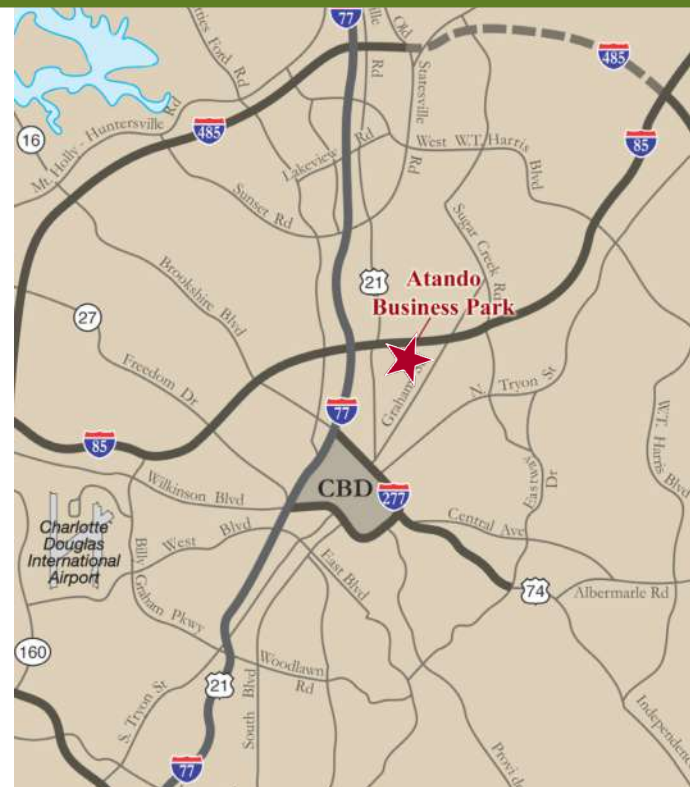 77
ville
Rd
Old
Statesville
Rd
Ford Rd
485
485
16
Mt. Holly - Huntersville Rd
Lakeview Rd
West W.T. Harris Blvd
85
Sunset Rd
Sugar Creek Rd
Brookshire Blvd
21
Atando
Business Park
27
Freedom Dr
Graham St
N. Tryon St
77
85
W.T. Harris Blvd
Eastway Dr
Wilkinson Blvd
CBD
277
Charlotte
Douglas
International
Airport
West Blvd
Central Ave
Billy Graham Pkwy
East Blvd
74
Albermarle Rd
160
Woodlawn Rd
21
S. Tryon St
South Blvd
Independence
77